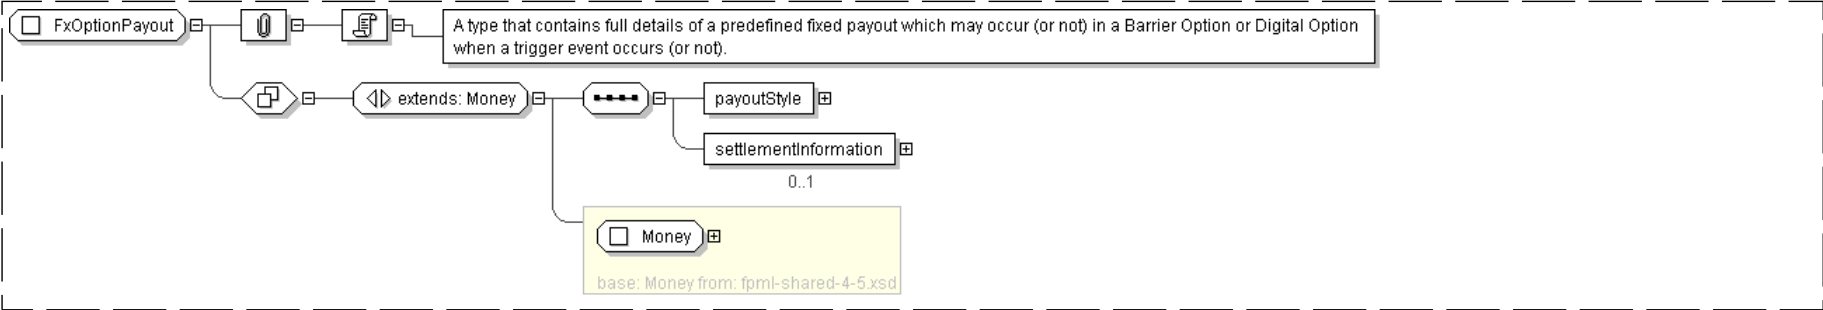 FxOptionPayout
A type that contains full details of a predefined fixed payout which may occur (or not) in a Barrier Option or Digital Option
when a trigger event occurs (or not).
extends: Money
payoutStyle
settlementInformation
0..1
Money
base: Money from: fpml-shared-4-5.xsd